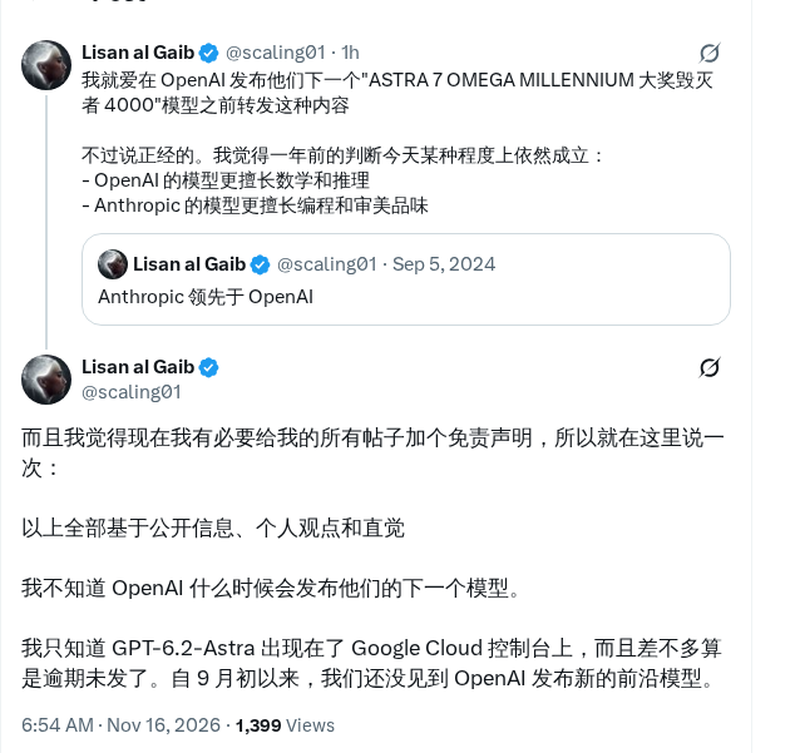 Lisan al Gaib @scaling01 · 1h
我就爱在 OpenAI 发布他们下一个"ASTRA 7 OMEGA MILLENNIUM 大奖毁灭
者 4000"模型之前转发这种内容
不过说正经的。我觉得一年前的判断今天某种程度上依然成立：
- OpenAI 的模型更擅长数学和推理
- Anthropic 的模型更擅长编程和审美品味
Lisan al Gaib @scaling01 · Sep 5, 2024
Anthropic 领先于 OpenAI
Lisan al Gaib
@scaling01
而且我觉得现在我有必要给我的所有帖子加个免责声明，所以就在这里说一
次：
以上全部基于公开信息、个人观点和直觉
我不知道 OpenAI 什么时候会发布他们的下一个模型。
我只知道 GPT-6.2-Astra 出现在了 Google Cloud 控制台上，而且差不多算
是逾期未发了。自 9 月初以来，我们还没见到 OpenAI 发布新的前沿模型。
6:54 AM · Nov 16, 2026 · 1,399 Views